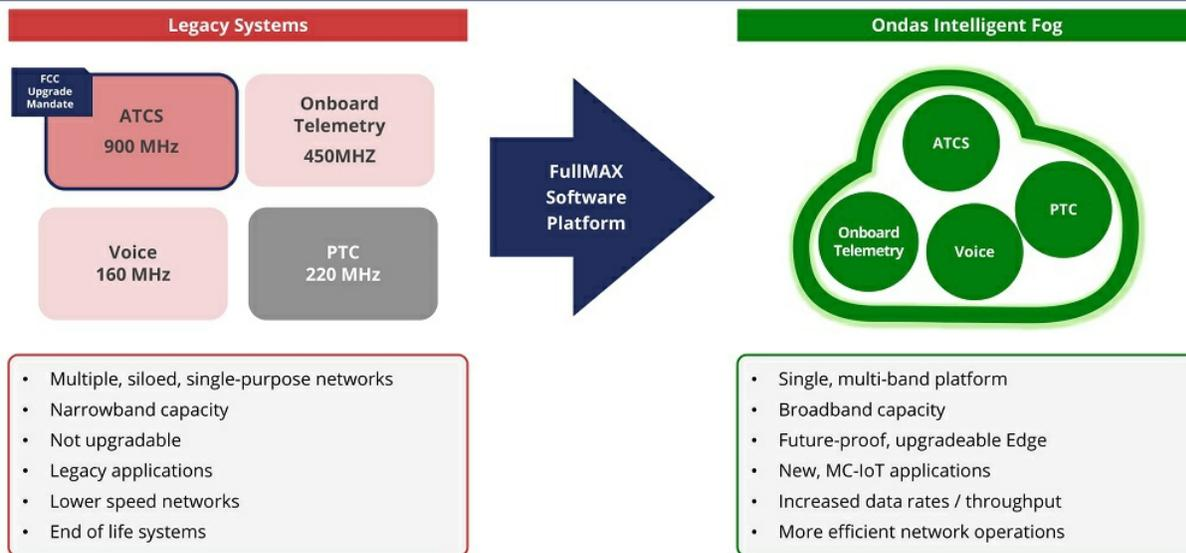 Legacy Systems
FCC
Upgrade
Mandate
ATCS
900 MHz
Onboard
Telemetry
450MHZ
Voice
160 MHz
PTC
220 MHz
• Multiple, siloed, single-purpose networks
• Narrowband capacity
• Not upgradable
• Legacy applications
• Lower speed networks
• End of life systems
FullMAX
Software
Platform
Ondas Intelligent Fog
ATCS
PTC
Onboard
Telemetry
Voice
• Single, multi-band platform
• Broadband capacity
• Future-proof, upgradeable Edge
• New, MC-IoT applications
• Increased data rates / throughput
• More efficient network operations